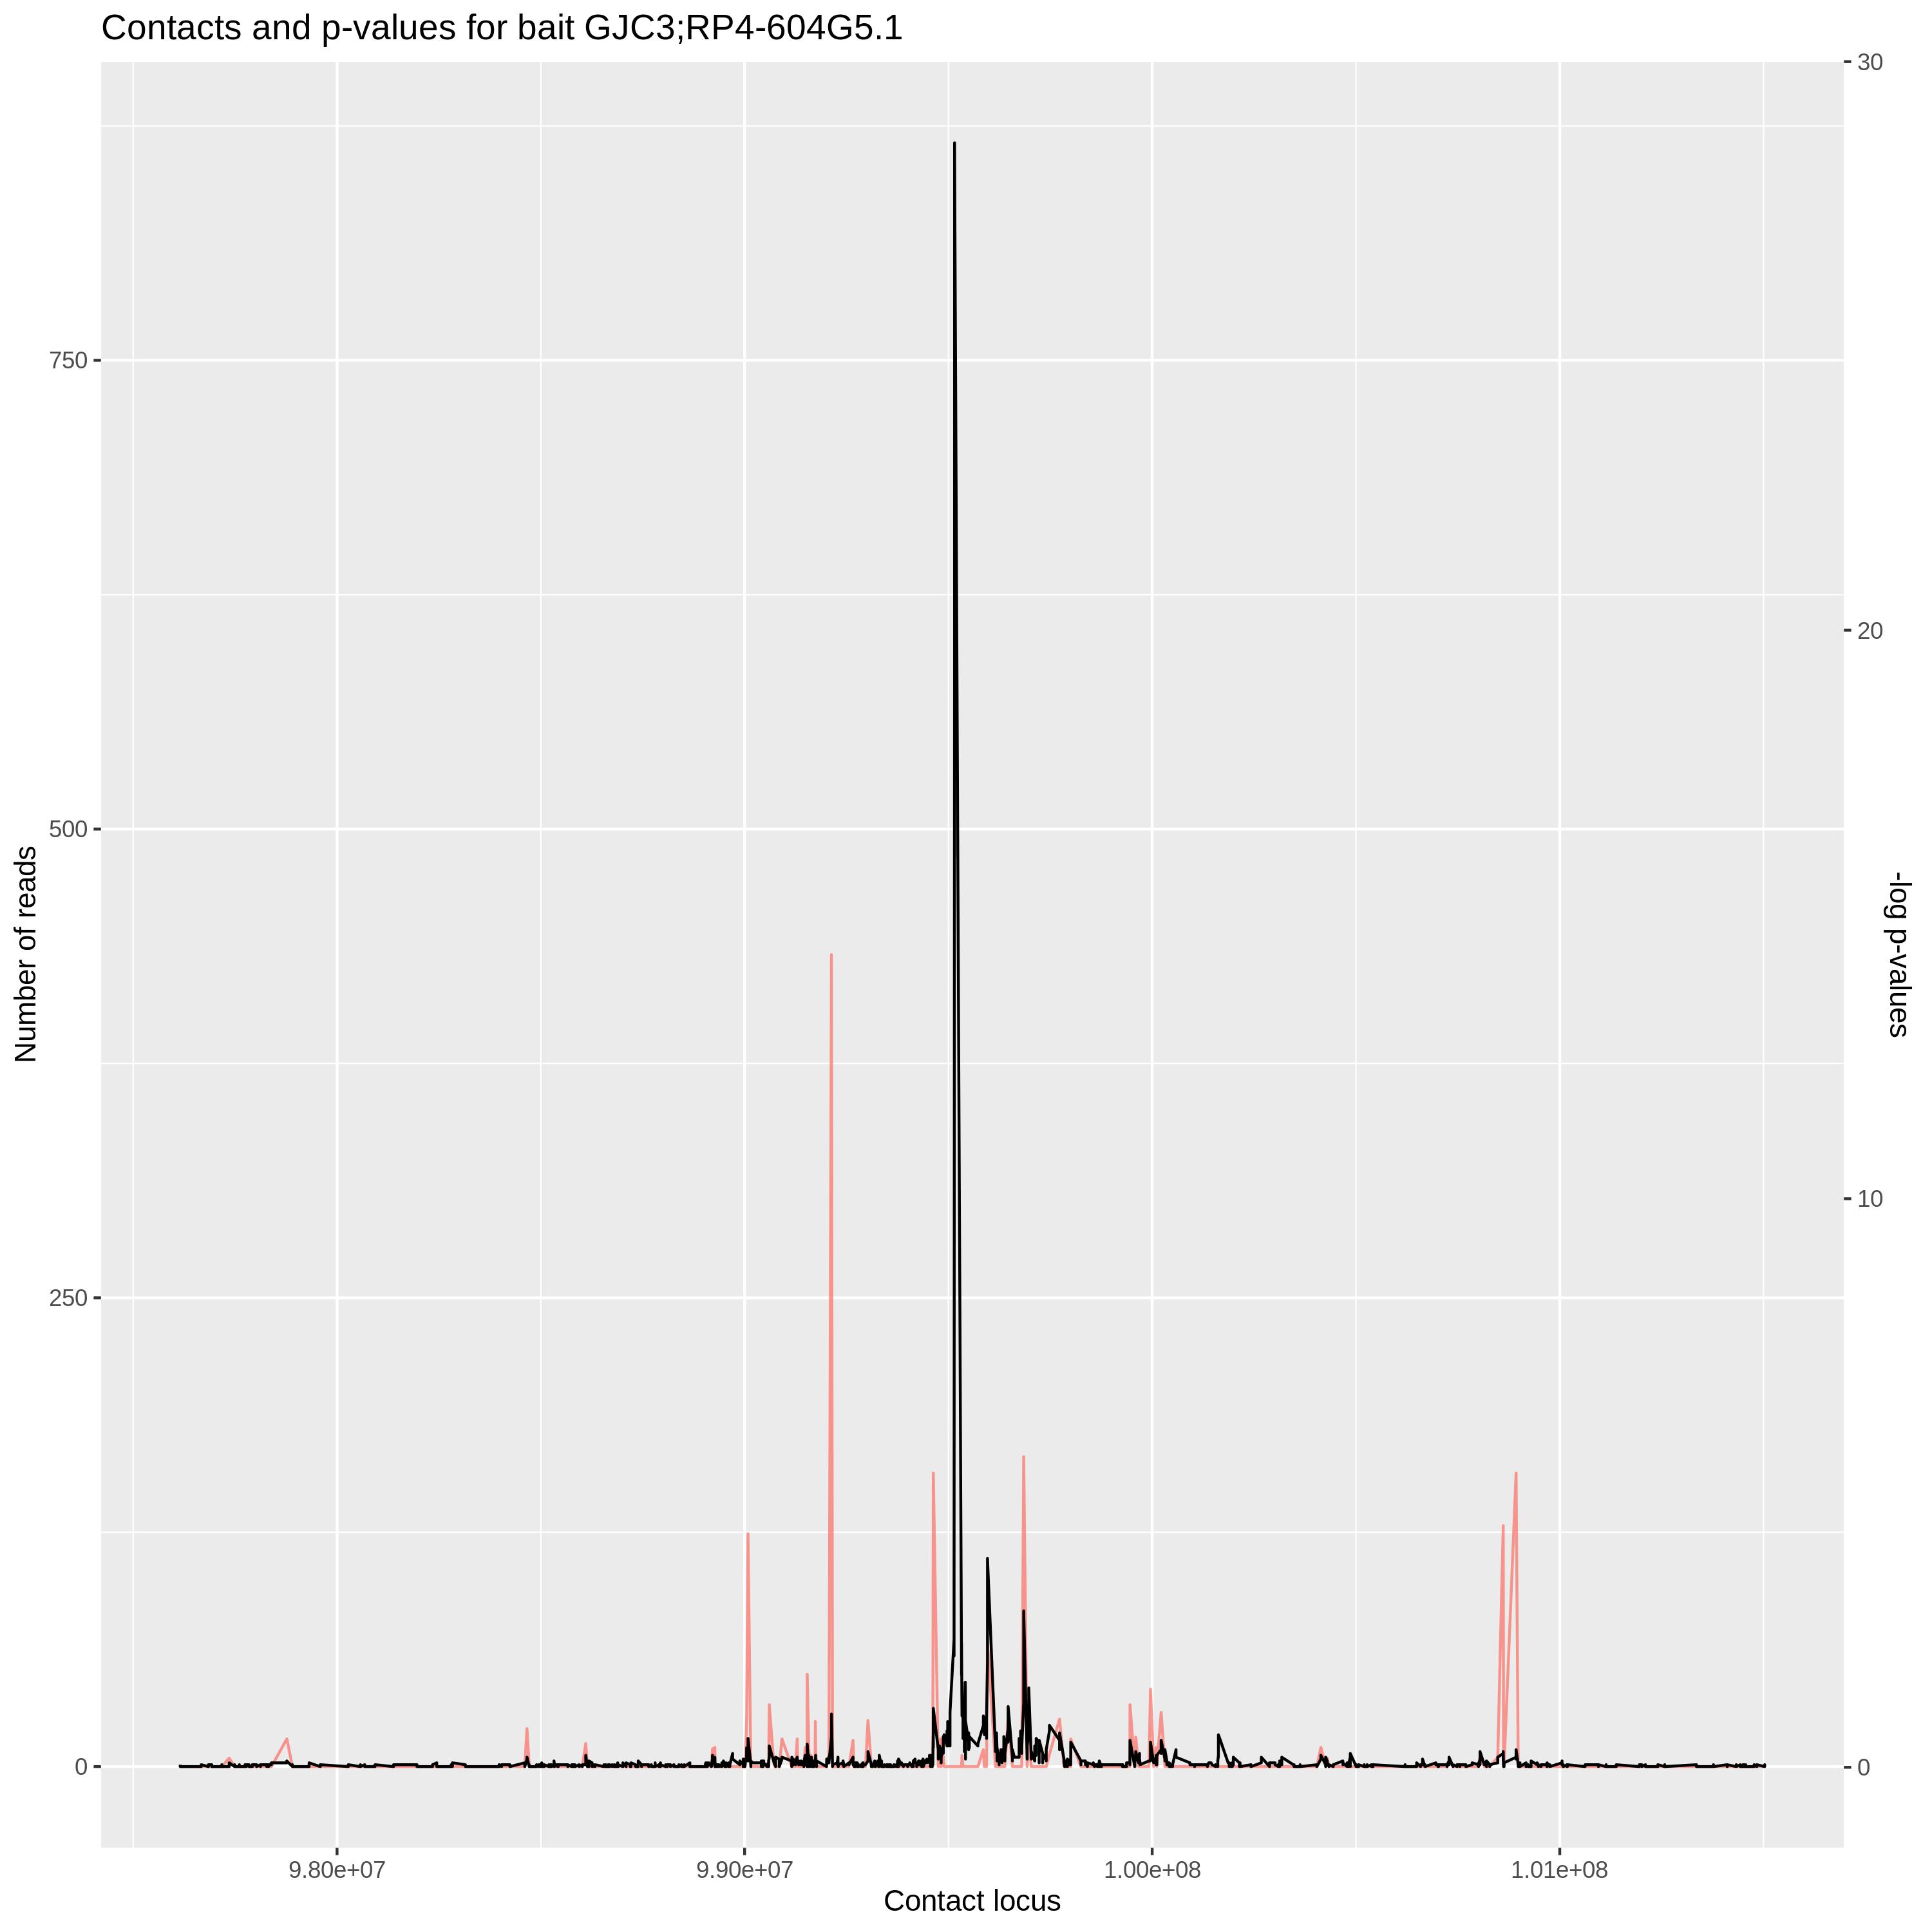 Contacts and p-values for bait GJC3;RP4-604G5.1
30
750
20
500
Number of reads
-log p-values
10
250
0
0
9.80e+07
9.90e+07
1.00e+08
1.01e+08
Contact locus